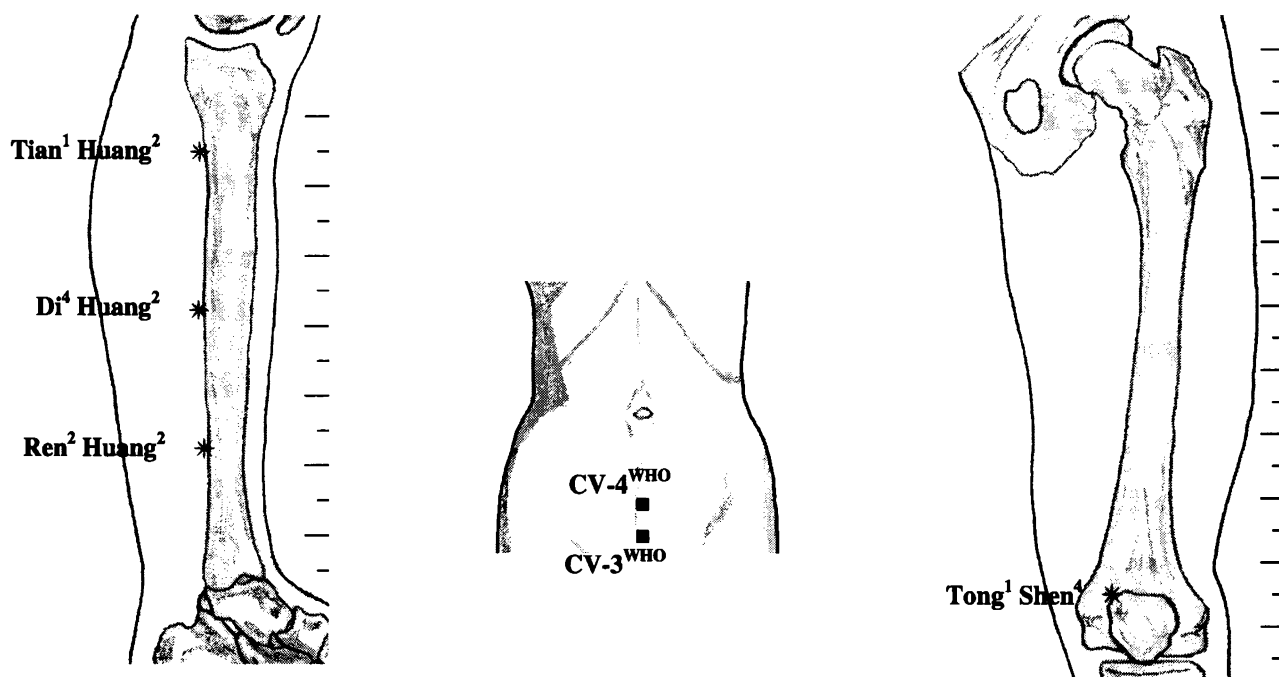 Tian¹ Huang²
Di⁴ Huang²
Ren² Huang²
CV-4ᵂᴴᴼ
CV-3ᵂᴴᴼ
Tong¹ Shen⁴